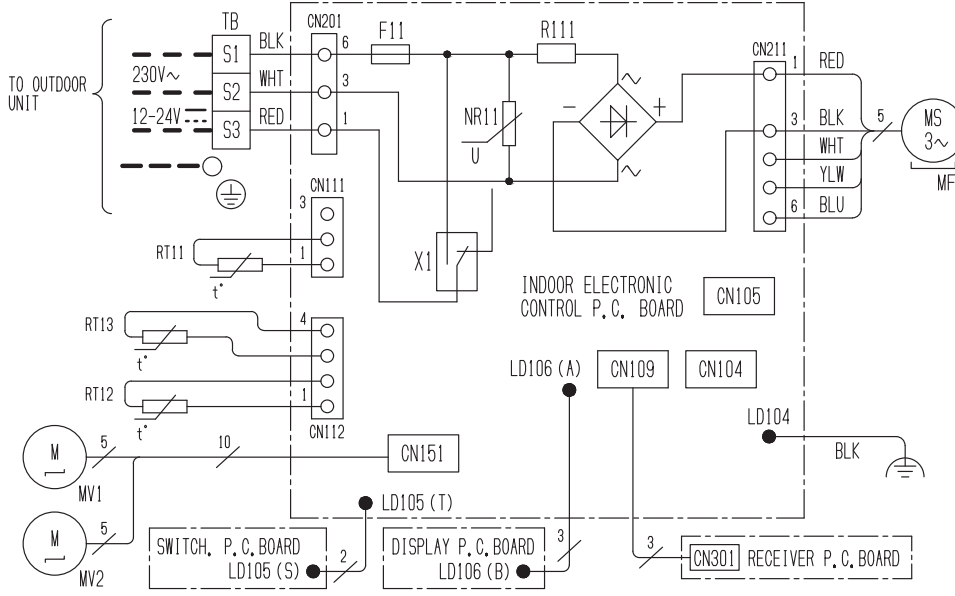 TO OUTDOOR
UNIT
TB
S1
S2
S3
230V~
12-24V
BLK
WHT
RED
CN201
6
3
1
F11
R111
NR11
U
X1
~
~
-
+
CN211
1
3
6
RED
BLK
WHT
YLW
BLU
5
MS
3~
MF
CN111
3
1
RT11
t°
CN112
4
1
RT13
t°
RT12
t°
INDOOR ELECTRONIC
CONTROL P.C. BOARD
CN105
LD106 (A)
CN109
CN104
LD104
BLK
M
MV1
5
10
CN151
M
MV2
5
LD105 (T)
SWITCH. P.C.BOARD
LD105 (S)
2
DISPLAY P.C.BOARD
LD106 (B)
3
3
CN301 RECEIVER P.C.BOARD